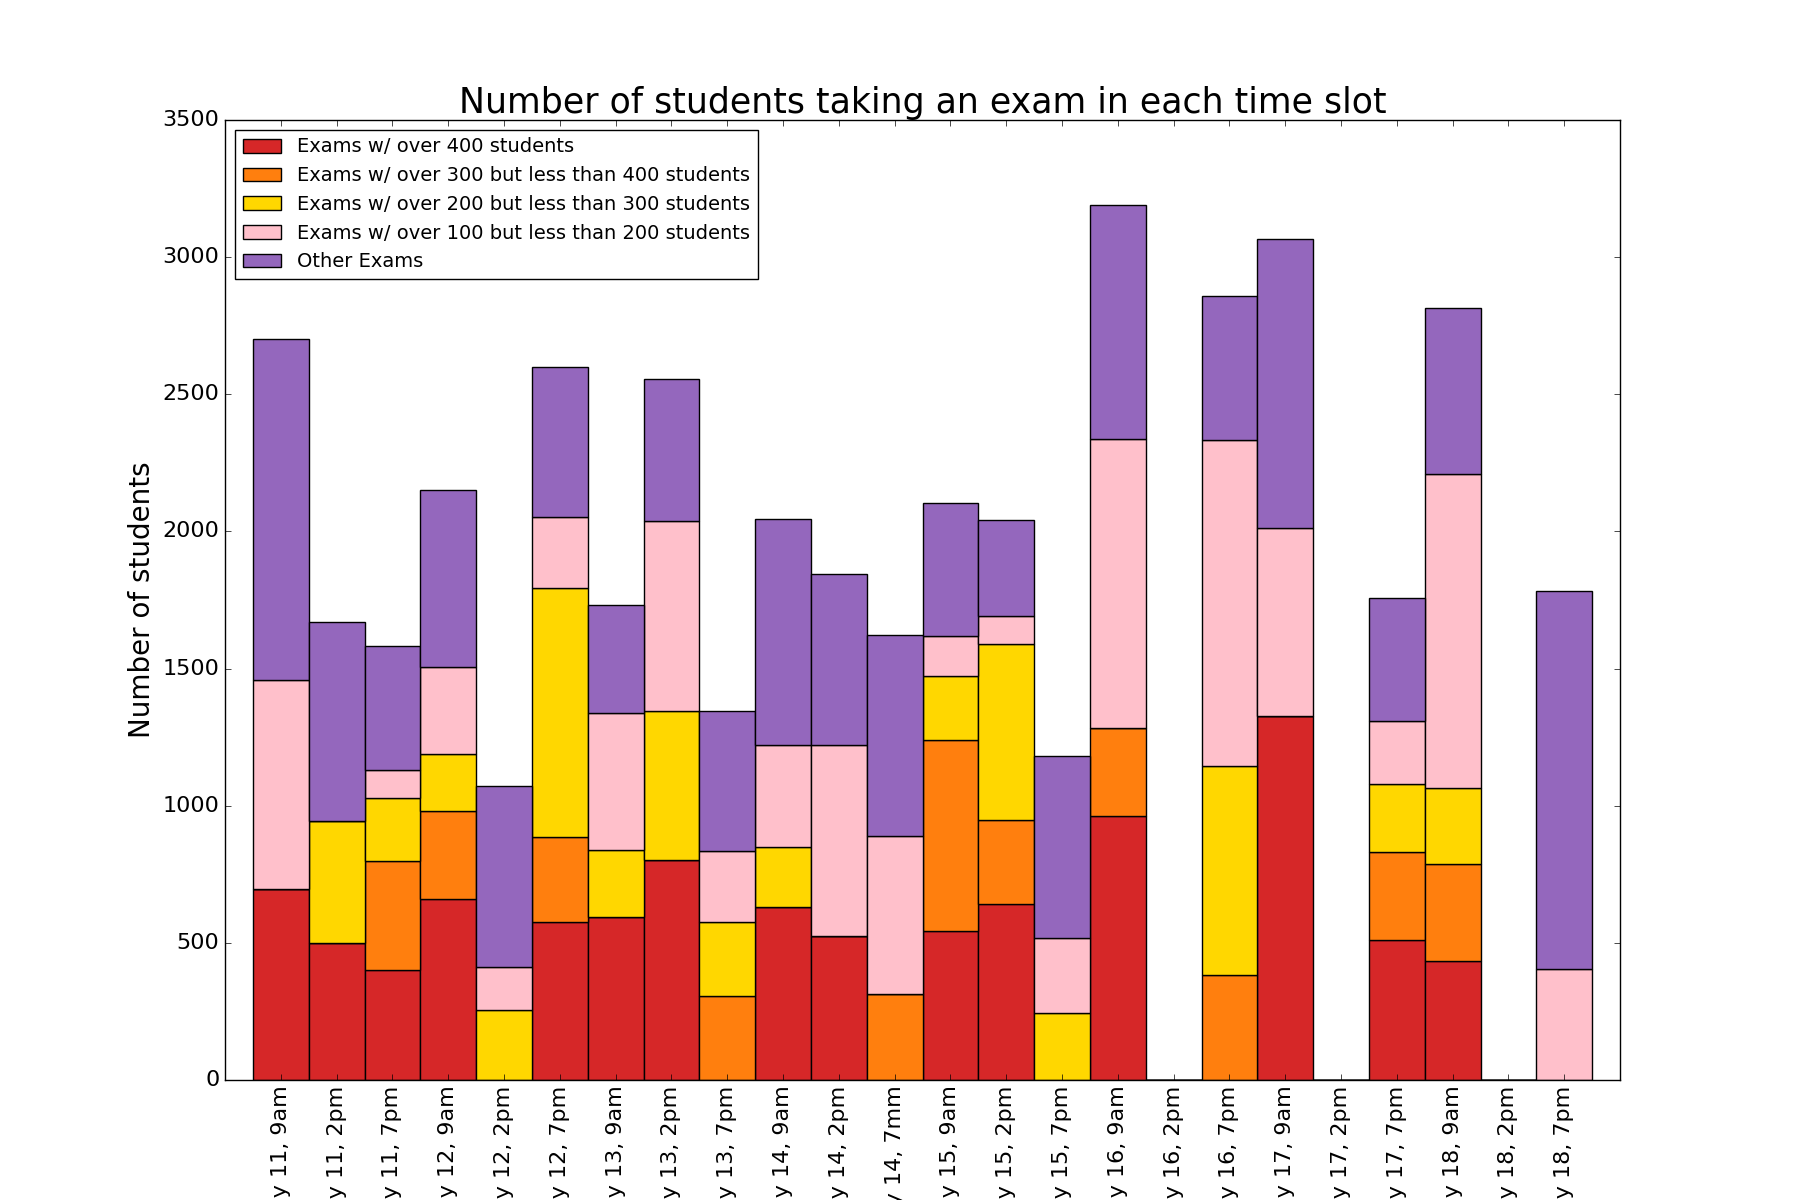 Number of students taking an exam in each time slot
3500
3000
2500
2000
1500
1000
500
0
Number of students
Exams w/ over 400 students
Exams w/ over 300 but less than 400 students
Exams w/ over 200 but less than 300 students
Exams w/ over 100 but less than 200 students
Other Exams
y 11, 9am
y 11, 2pm
y 11, 7pm
y 12, 9am
y 12, 2pm
y 12, 7pm
y 13, 9am
y 13, 2pm
y 13, 7pm
y 14, 9am
y 14, 2pm
y 14, 7mm
y 15, 9am
y 15, 2pm
y 15, 7pm
y 16, 9am
y 16, 2pm
y 16, 7pm
y 17, 9am
y 17, 2pm
y 17, 7pm
y 18, 9am
y 18, 2pm
y 18, 7pm